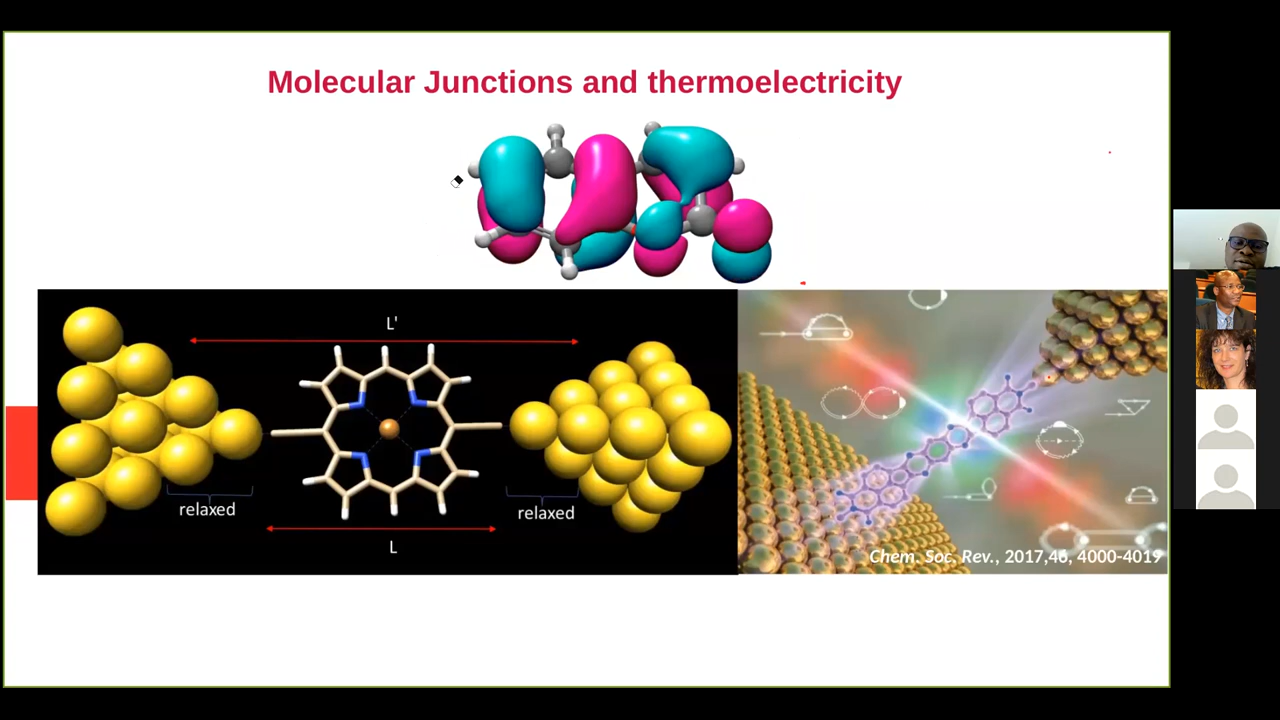 Molecular Junctions and thermoelectricity
L'
relaxed
relaxed
L
Chem. Soc. Rev., 2017,46, 4000-4019